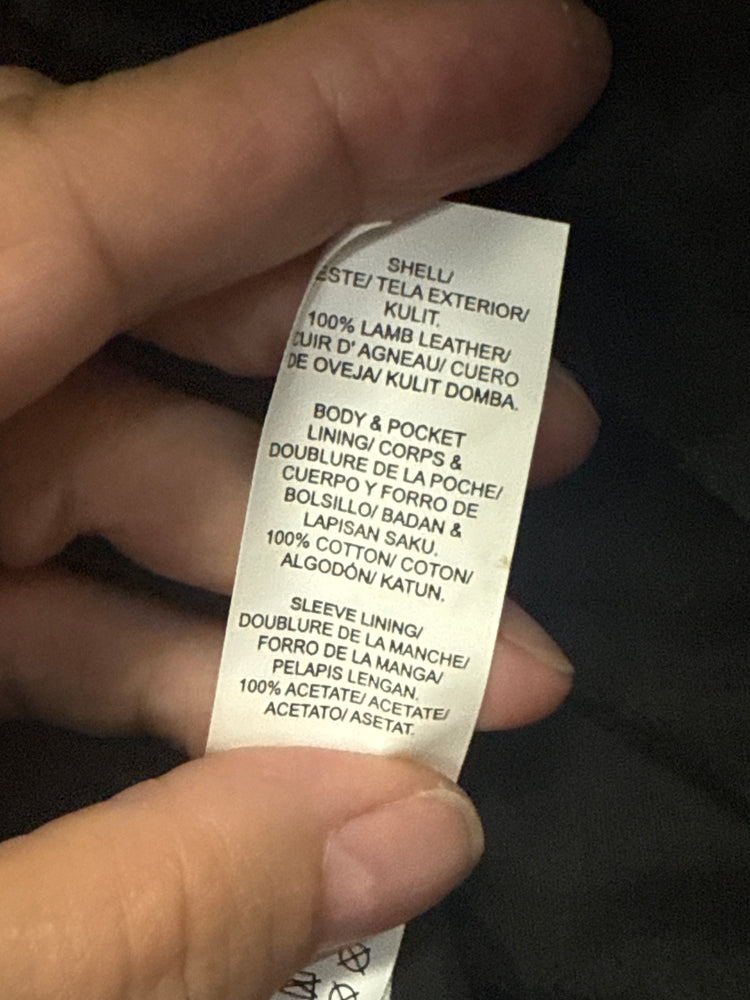 SHELL/
ESTE/ TELA EXTERIOR/
KULIT.
100% LAMB LEATHER/
CUIR D' AGNEAU/ CUERO
DE OVEJA/ KULIT DOMBA.
BODY & POCKET
LINING/ CORPS &
DOUBLURE DE LA POCHE/
CUERPO Y FORRO DE
BOLSILLO/ BADAN &
LAPISAN SAKU.
100% COTTON/ COTON/
ALGODÓN/ KATUN.
SLEEVE LINING/
DOUBLURE DE LA MANCHE/
FORRO DE LA MANGA/
PELAPIS LENGAN.
100% ACETATE/ ACETATE/
ACETATO/ ASETAT.